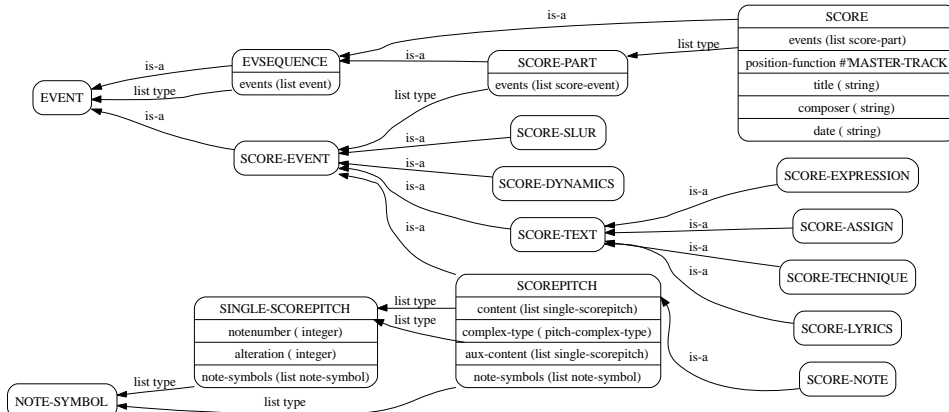 is-a
SCORE
events (list score-part)
position-function #'MASTER-TRACK
title ( string)
composer ( string)
date ( string)
list type
is-a
EVSEQUENCE
events (list event)
is-a
SCORE-PART
events (list score-event)
is-a
list type
EVENT
is-a
list type
SCORE-SLUR
is-a
SCORE-EVENT
is-a
SCORE-DYNAMICS
is-a
SCORE-TEXT
is-a
SCORE-EXPRESSION
is-a
SCORE-ASSIGN
is-a
SCORE-TECHNIQUE
is-a
SCORE-LYRICS
is-a
SCOREPITCH
content (list single-scorepitch)
complex-type ( pitch-complex-type)
aux-content (list single-scorepitch)
note-symbols (list note-symbol)
list type
list type
SINGLE-SCOREPITCH
notenumber ( integer)
alteration ( integer)
note-symbols (list note-symbol)
is-a
SCORE-NOTE
list type
list type
NOTE-SYMBOL